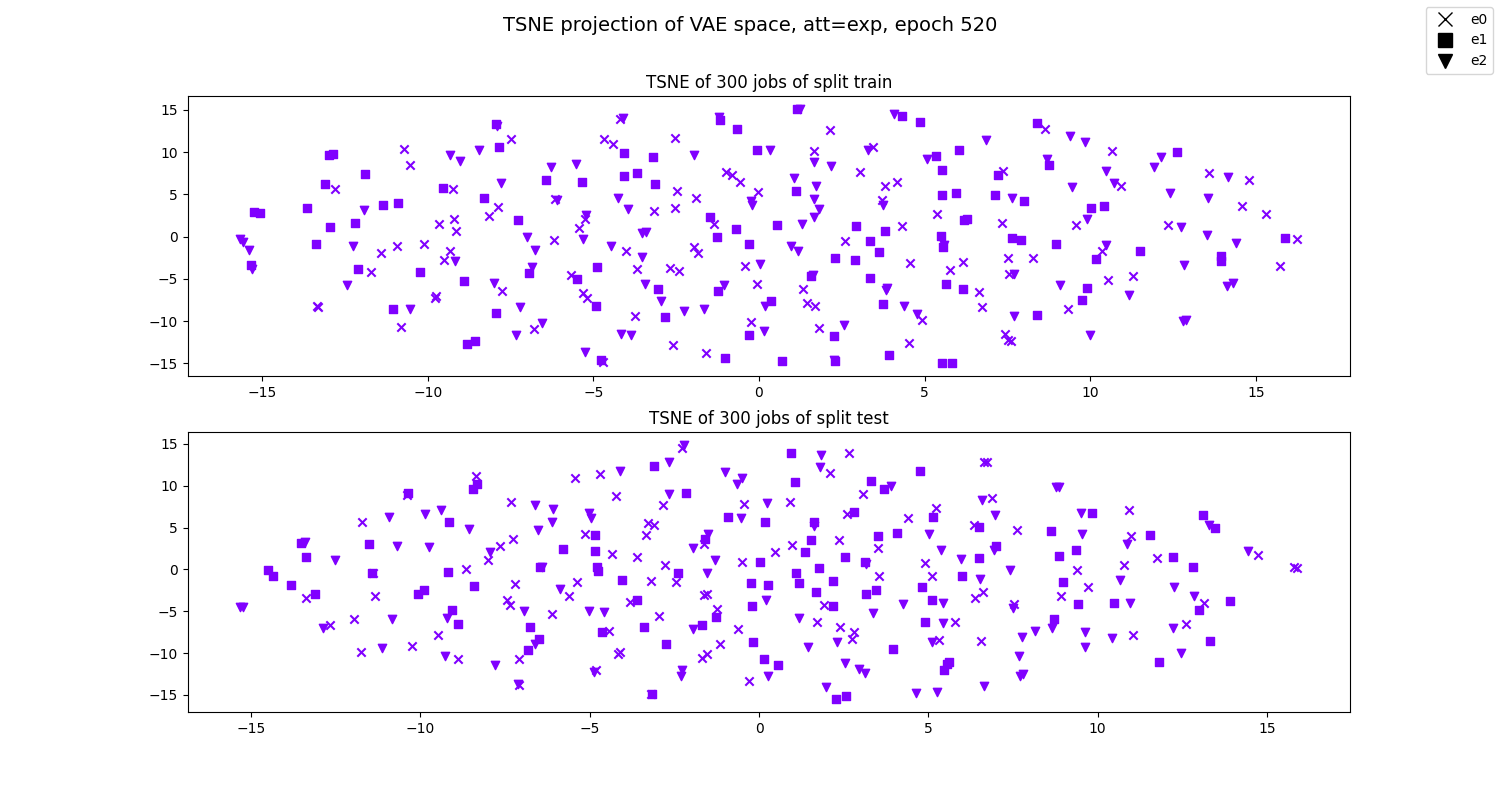 TSNE projection of VAE space, att=exp, epoch 520
e0
e1
e2
TSNE of 300 jobs of split train
15
10
5
0
−5
−10
−15
−15 −10 −5 0 5 10 15
TSNE of 300 jobs of split test
15
10
5
0
−5
−10
−15
−15 −10 −5 0 5 10 15